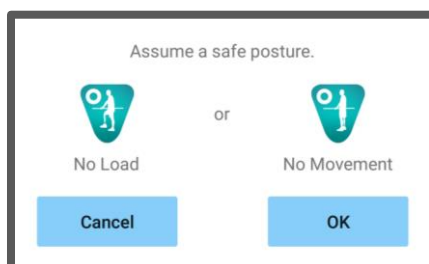 Assume a safe posture.
or
No Load
No Movement
Cancel
OK